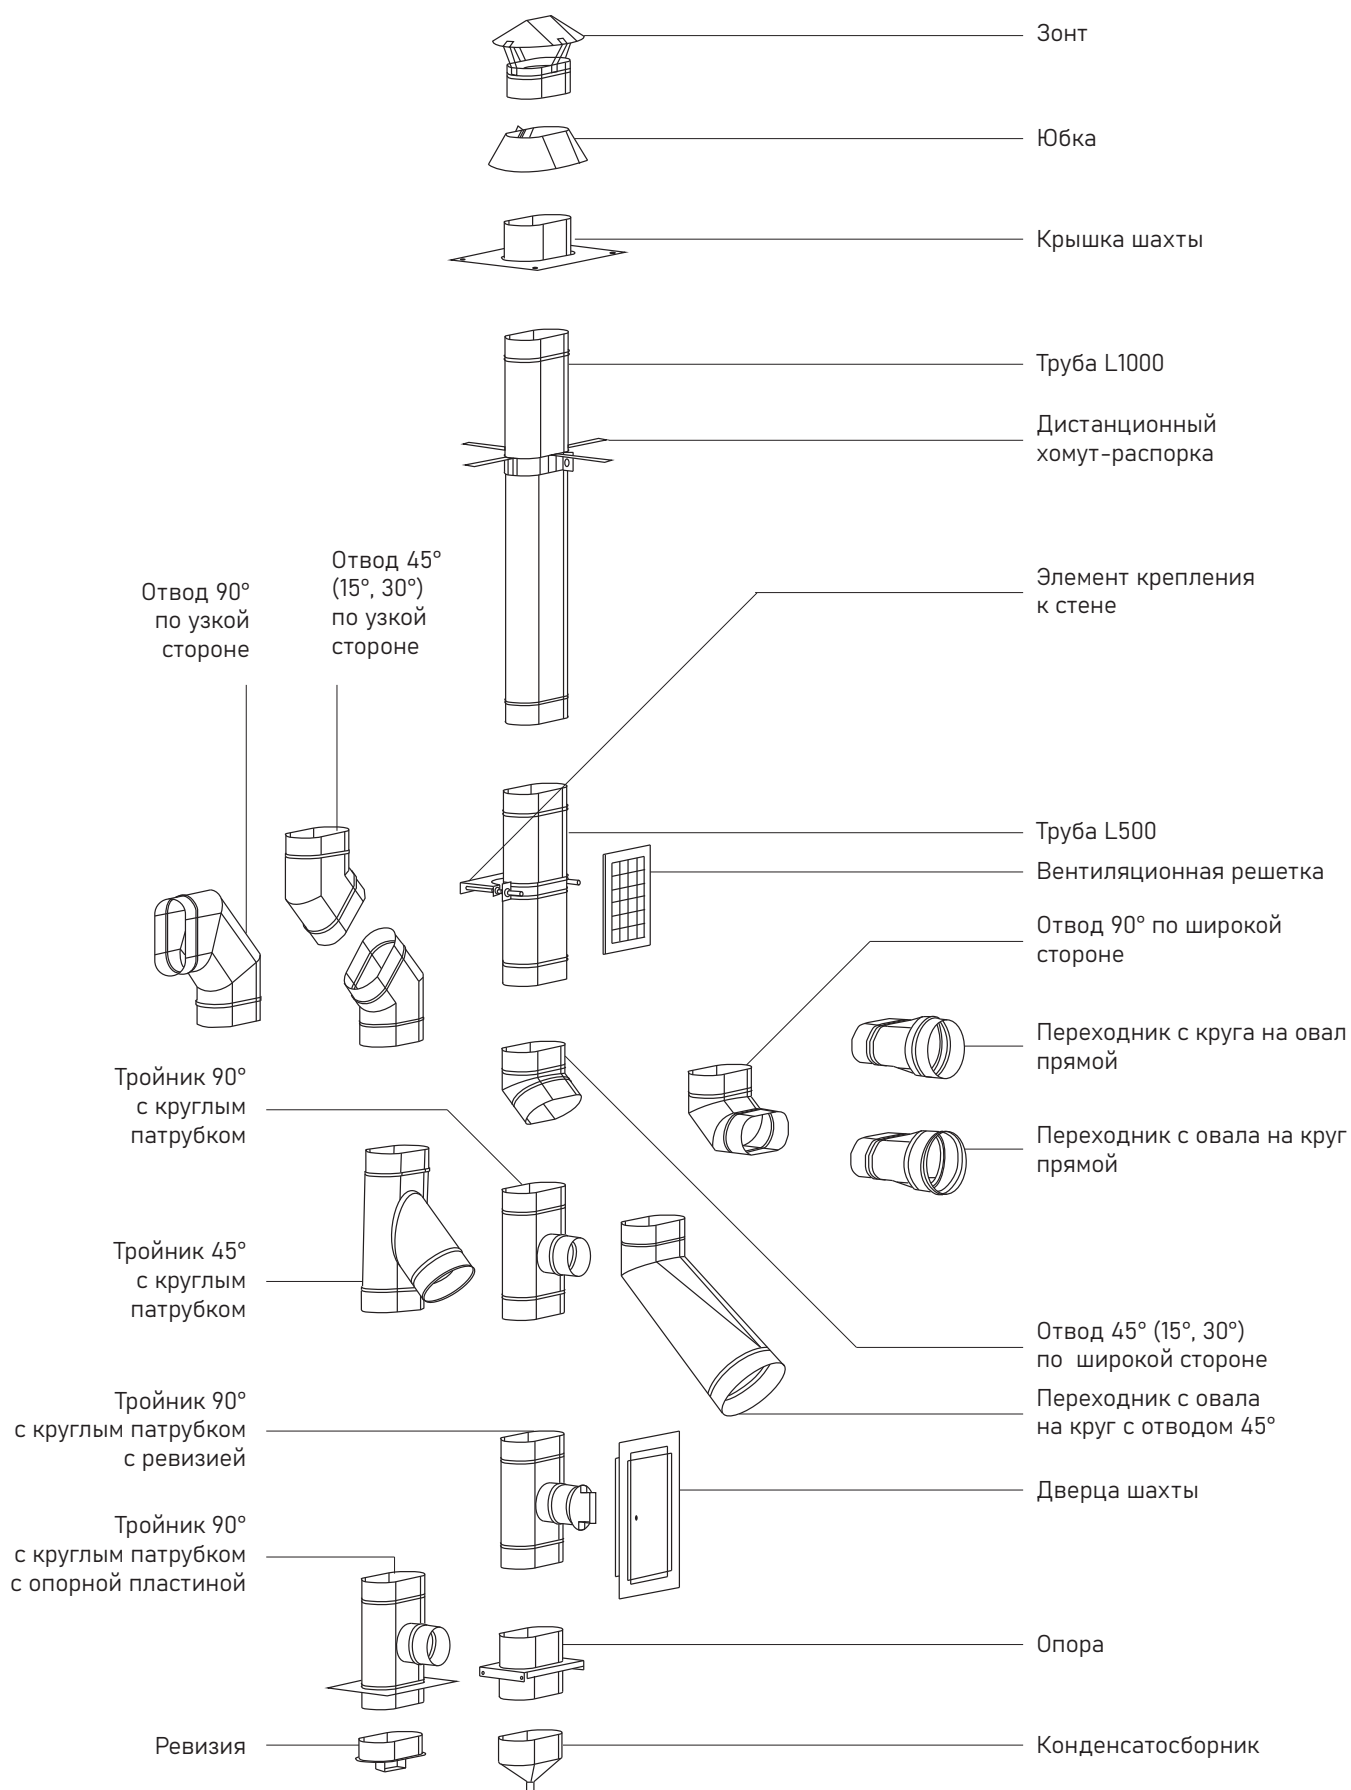 Зонт
Юбка
Крышка шахты
Труба L1000
Дистанционный
хомут-распорка
Отвод 45°
(15°, 30°)
по узкой
стороне
Отвод 90°
по узкой
стороне
Элемент крепления
к стене
Труба L500
Вентиляционная решетка
Отвод 90° по широкой
стороне
Переходник с круга на овал
прямой
Тройник 90°
с круглым
патрубком
Переходник с овала на круг
прямой
Тройник 45°
с круглым
патрубком
Отвод 45° (15°, 30°)
по широкой стороне
Переходник с овала
на круг с отводом 45°
Тройник 90°
с круглым патрубком
с ревизией
Дверца шахты
Тройник 90°
с круглым патрубком
с опорной пластиной
Опора
Ревизия
Конденсатосборник